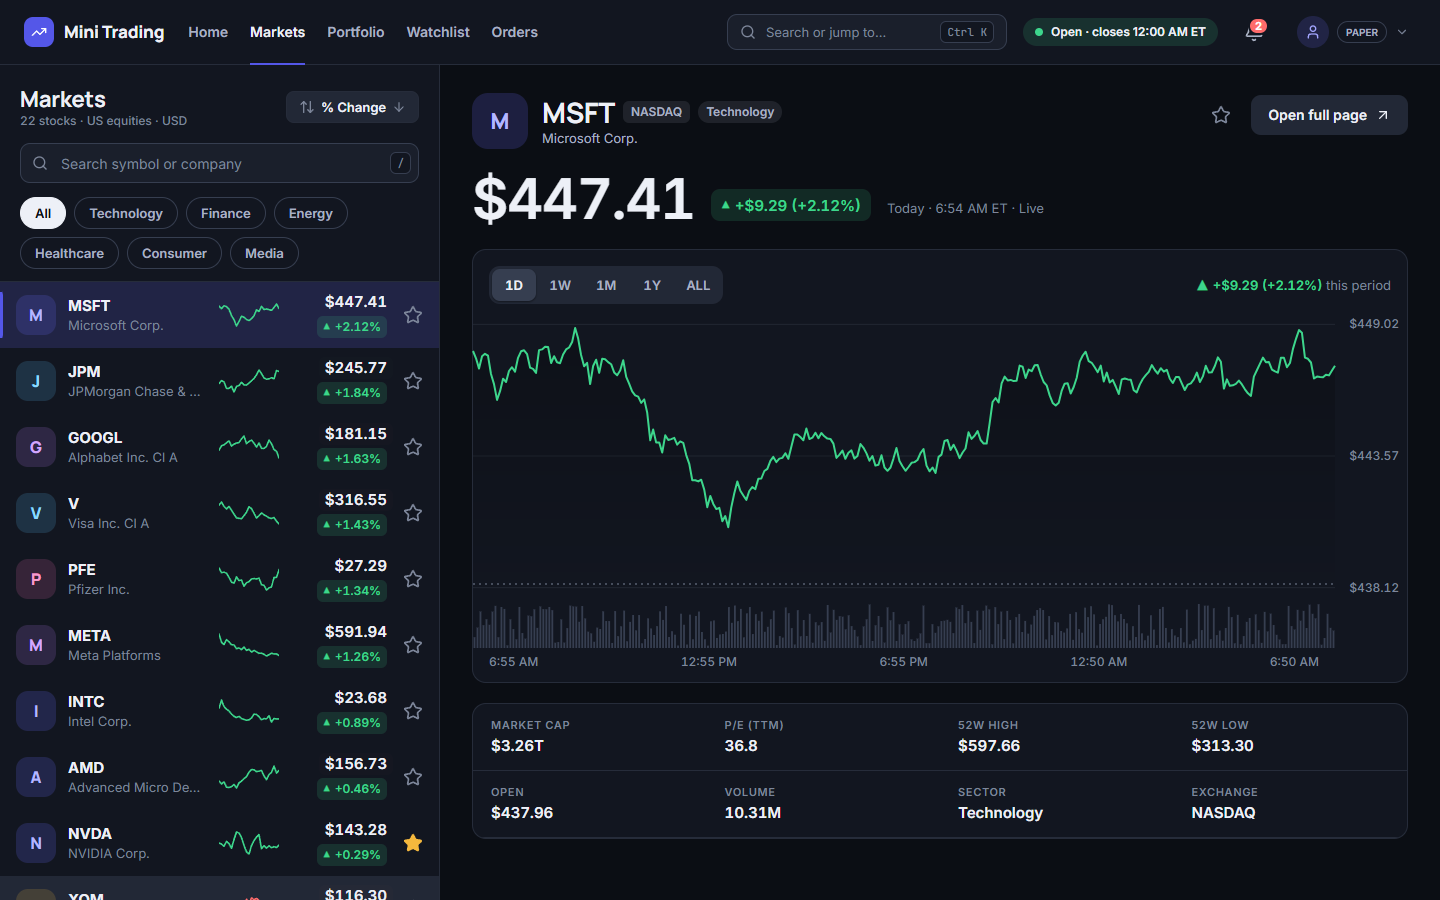 Mini Trading
Home
Markets
Portfolio
Watchlist
Orders
Search or jump to...
Ctrl K
Open · closes 12:00 AM ET
2
PAPER
Markets
22 stocks · US equities · USD
% Change
Search symbol or company
/
All
Technology
Finance
Energy
Healthcare
Consumer
Media
M
MSFT
Microsoft Corp.
$447.41
+2.12%
J
JPM
JPMorgan Chase & ...
$245.77
+1.84%
G
GOOGL
Alphabet Inc. Cl A
$181.15
+1.63%
V
V
Visa Inc. Cl A
$316.55
+1.43%
P
PFE
Pfizer Inc.
$27.29
+1.34%
M
META
Meta Platforms
$591.94
+1.26%
I
INTC
Intel Corp.
$23.68
+0.89%
A
AMD
Advanced Micro De...
$156.73
+0.46%
N
NVDA
NVIDIA Corp.
$143.28
+0.29%
XOM
$116.30
M
MSFT
NASDAQ
Technology
Microsoft Corp.
Open full page
$447.41
+$9.29 (+2.12%)
Today · 6:54 AM ET · Live
1D
1W
1M
1Y
ALL
+$9.29 (+2.12%) this period
$449.02
$443.57
$438.12
6:55 AM
12:55 PM
6:55 PM
12:50 AM
6:50 AM
MARKET CAP
$3.26T
P/E (TTM)
36.8
52W HIGH
$597.66
52W LOW
$313.30
OPEN
$437.96
VOLUME
10.31M
SECTOR
Technology
EXCHANGE
NASDAQ